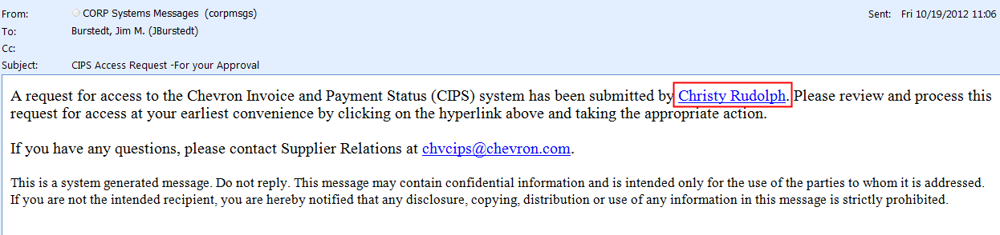 From: CORP Systems Messages (corpmsgs) Sent: Fri 10/19/2012 11:06
To: Burstedt, Jim M. (JBurstedt)
Cc:
Subject: CIPS Access Request -For your Approval
A request for access to the Chevron Invoice and Payment Status (CIPS) system has been submitted by Christy Rudolph. Please review and process this
request for access at your earliest convenience by clicking on the hyperlink above and taking the appropriate action.
If you have any questions, please contact Supplier Relations at chvcips@chevron.com.
This is a system generated message. Do not reply. This message may contain confidential information and is intended only for the use of the parties to whom it is addressed.
If you are not the intended recipient, you are hereby notified that any disclosure, copying, distribution or use of any information in this message is strictly prohibited.